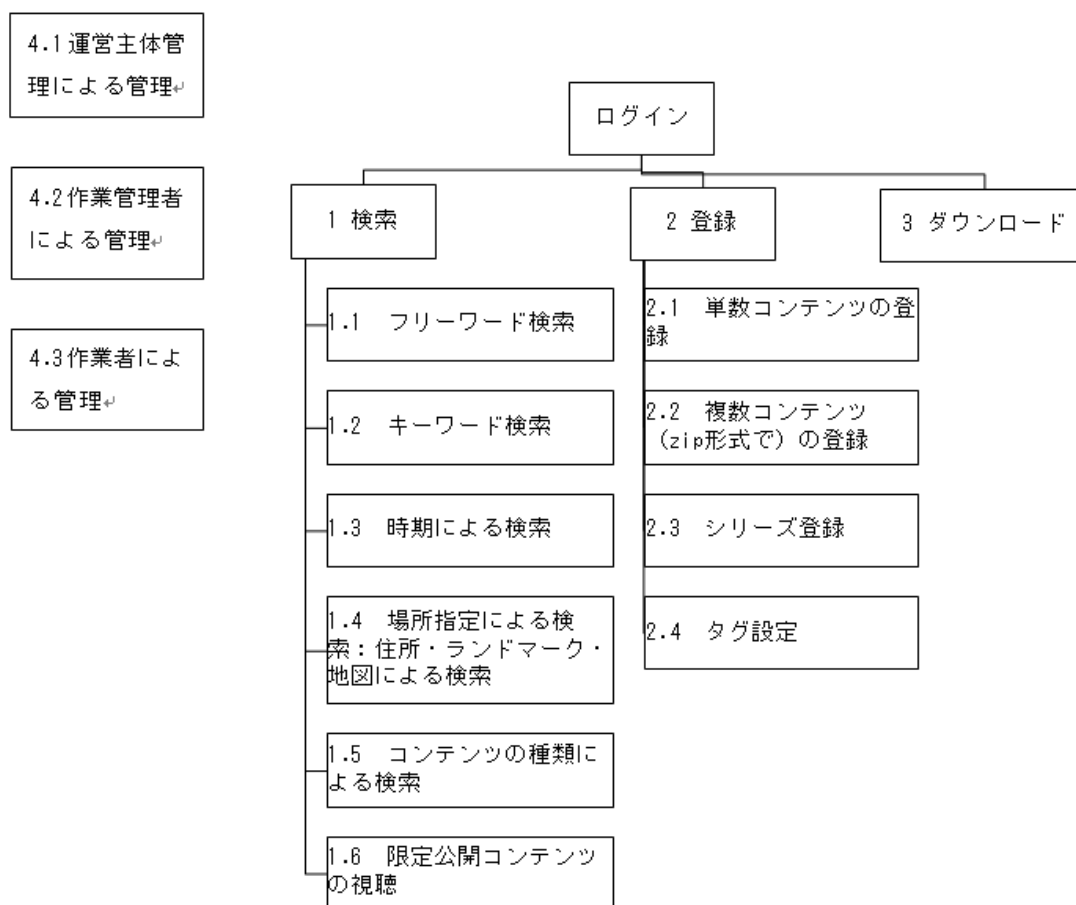 4.1運営主体管
理による管理↵
4.2作業管理者
による管理↵
4.3作業者によ
る管理↵
ログイン
1 検索
2 登録
3 ダウンロード
1.1　フリーワード検索
1.2　キーワード検索
1.3　時期による検索
1.4　場所指定による検
索：住所・ランドマーク・
地図による検索
1.5　コンテンツの種類に
よる検索
1.6　限定公開コンテンツ
の視聴
2.1　単数コンテンツの登
録
2.2　複数コンテンツ
（zip形式で）の登録
2.3　シリーズ登録
2.4　タグ設定